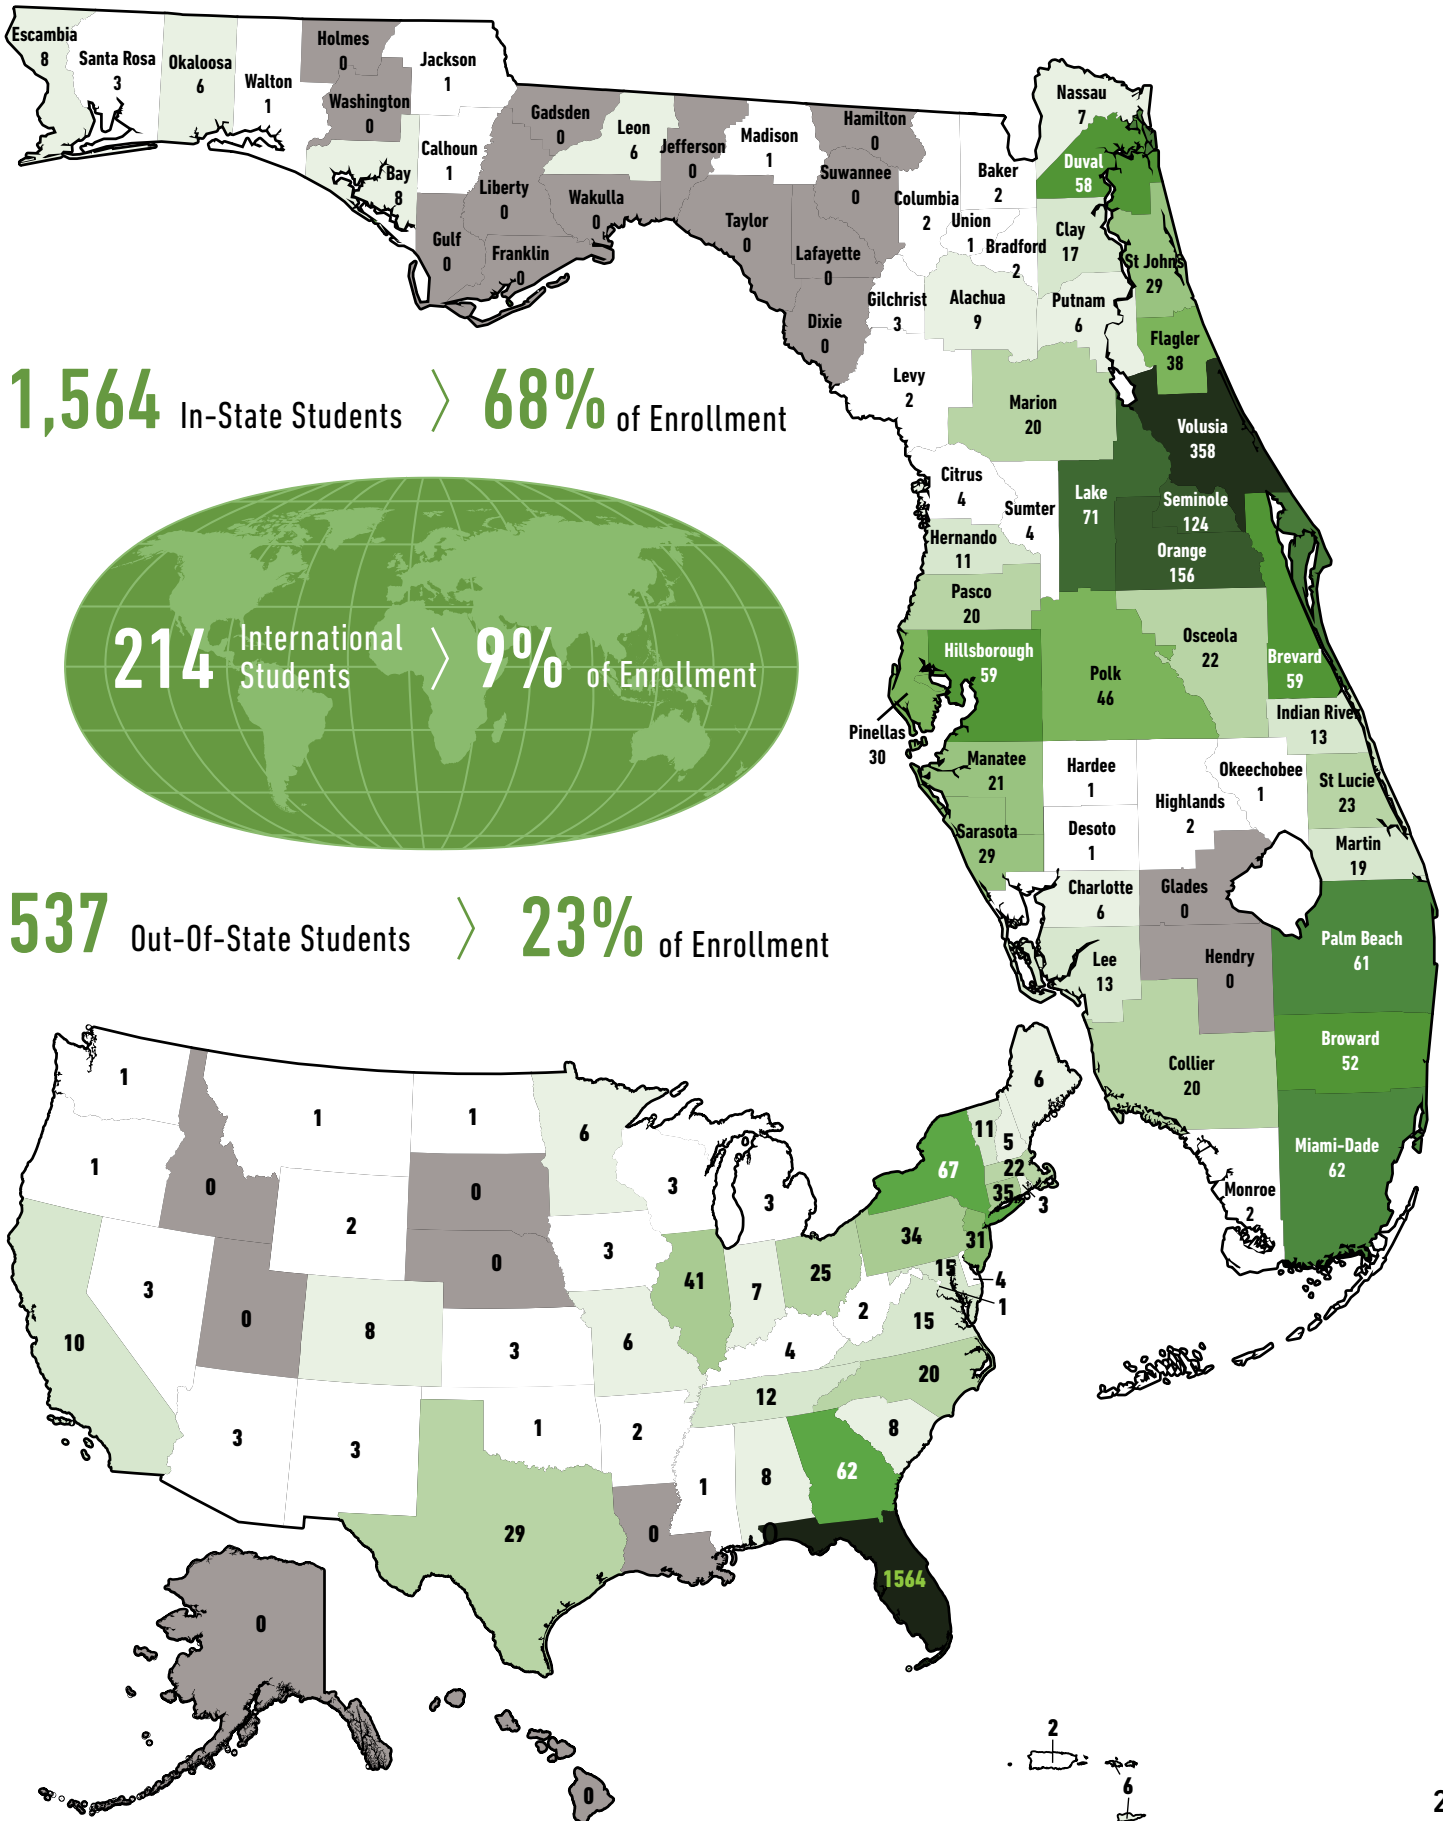 Escambia
8
Santa Rosa
3
Okaloosa
6
Walton
1
Holmes
0
Washington
0
Jackson
1
Bay
8
Calhoun
1
Gulf
0
Gadsden
0
Liberty
0
Franklin
0
Leon
6
Wakulla
0
Jefferson
0
Madison
1
Taylor
0
Hamilton
0
Suwannee
0
Lafayette
0
Dixie
0
Columbia
2
Baker
2
Union
1
Bradford
2
Gilchrist
3
Alachua
9
Nassau
7
Duval
58
Clay
17
St Johns
29
Putnam
6
Flagler
38
Levy
2
Marion
20
Volusia
358
Citrus
4
Sumter
4
Lake
71
Seminole
124
Orange
156
Hernando
11
Pasco
20
Hillsborough
59
Pinellas
30
Polk
46
Osceola
22
Brevard
59
Indian River
13
Manatee
21
Hardee
1
Highlands
2
Okeechobee
1
St Lucie
23
Sarasota
29
Desoto
1
Martin
19
Charlotte
6
Glades
0
Lee
13
Hendry
0
Palm Beach
61
Broward
52
Collier
20
Miami-Dade
62
Monroe
2
1,564 In-State Students 〉 68% of Enrollment
214 International Students 〉 9% of Enrollment
537 Out-Of-State Students 〉 23% of Enrollment
1
1
1
1
0
2
0
0
6
3
3
3
6
11
5
67
22
35
3
34
31
15
4
1
10
3
0
8
3
6
41
7
25
2
15
4
20
12
8
3
3
1
2
29
0
1
8
62
0
1564
0
0
2
6
2